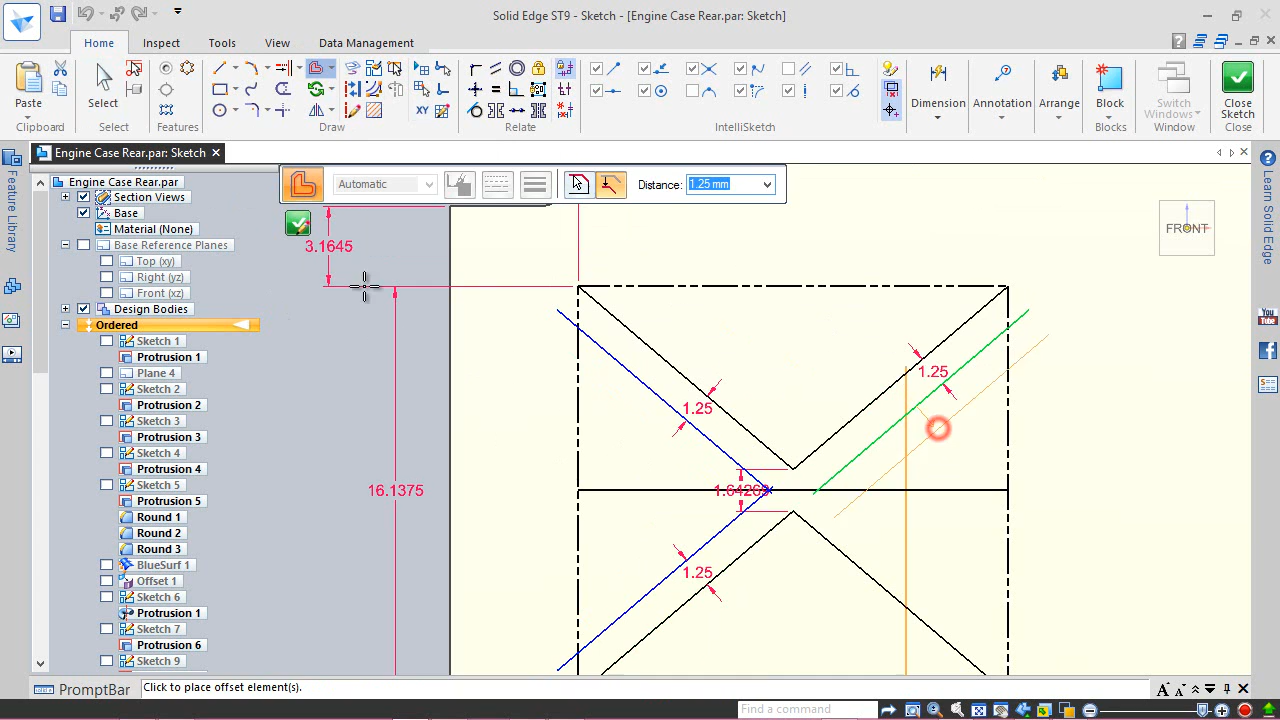 Solid Edge ST9 - Sketch - [Engine Case Rear.par: Sketch]
Home Inspect Tools View Data Management
Paste
Clipboard
Select
Select
Features
Draw
Relate
IntelliSketch
Dimension
Annotation
Arrange
Block
Blocks
Switch Windows
Window
Close Sketch
Close
Engine Case Rear.par: Sketch
Automatic
Distance: 1.25 mm
Feature Library
Engine Case Rear.par
Section Views
Base
Material (None)
Base Reference Planes
Top (xy)
Right (yz)
Front (xz)
Design Bodies
Ordered
Sketch 1
Protrusion 1
Plane 4
Sketch 2
Protrusion 2
Sketch 3
Protrusion 3
Sketch 4
Protrusion 4
Sketch 5
Protrusion 5
Round 1
Round 2
Round 3
BlueSurf 1
Offset 1
Sketch 6
Protrusion 1
Sketch 7
Protrusion 6
Sketch 9
3.1645
FRONT
1.25
1.25
16.1375
1.25
You
Tube
PromptBar
Click to place offset element(s).
Find a command